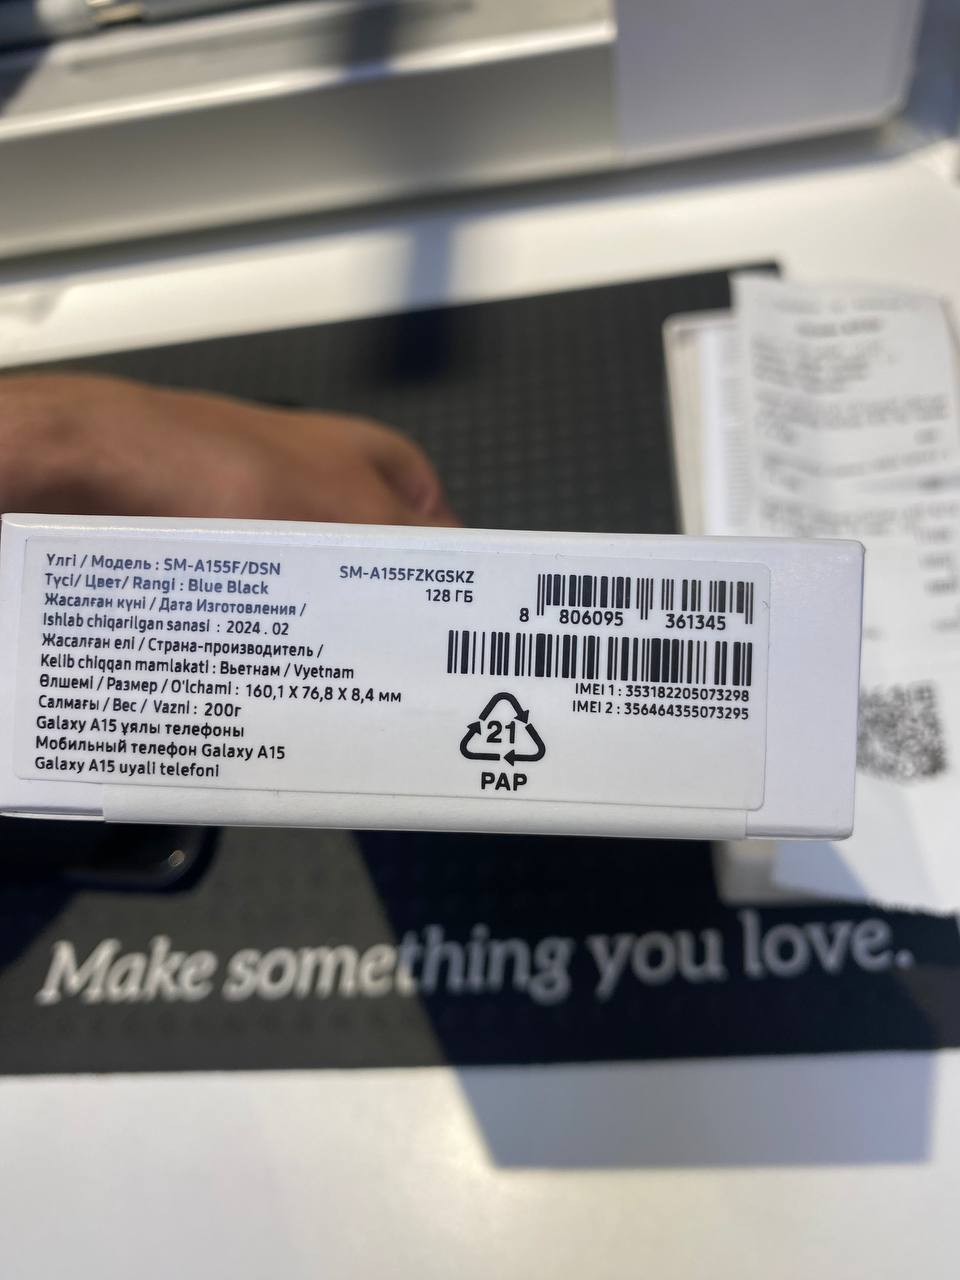 Үлгі / Модель : SM-A155F/DSN
Түсі/ Цвет/ Rangi : Blue Black
Жасалған күні / Дата Изготовления /
Ishlab chiqarilgan sanasi : 2024 . 02
Жасалған елі / Страна-производитель /
Kelib chiqqan mamlakati : Вьетнам / Vyetnam
Өлшемі / Размер / O'lchami : 160,1 X 76,8 X 8,4 мм
Салмағы / Вес / Vazni : 200г
Galaxy A15 ұялы телефоны
Мобильный телефон Galaxy A15
Galaxy A15 uyali telefoni
SM-A155FZKGSKZ
128 ГБ
8 806095 361345
IMEI 1 : 353182205073298
IMEI 2 : 356464355073295
21
PAP
Make something you love.